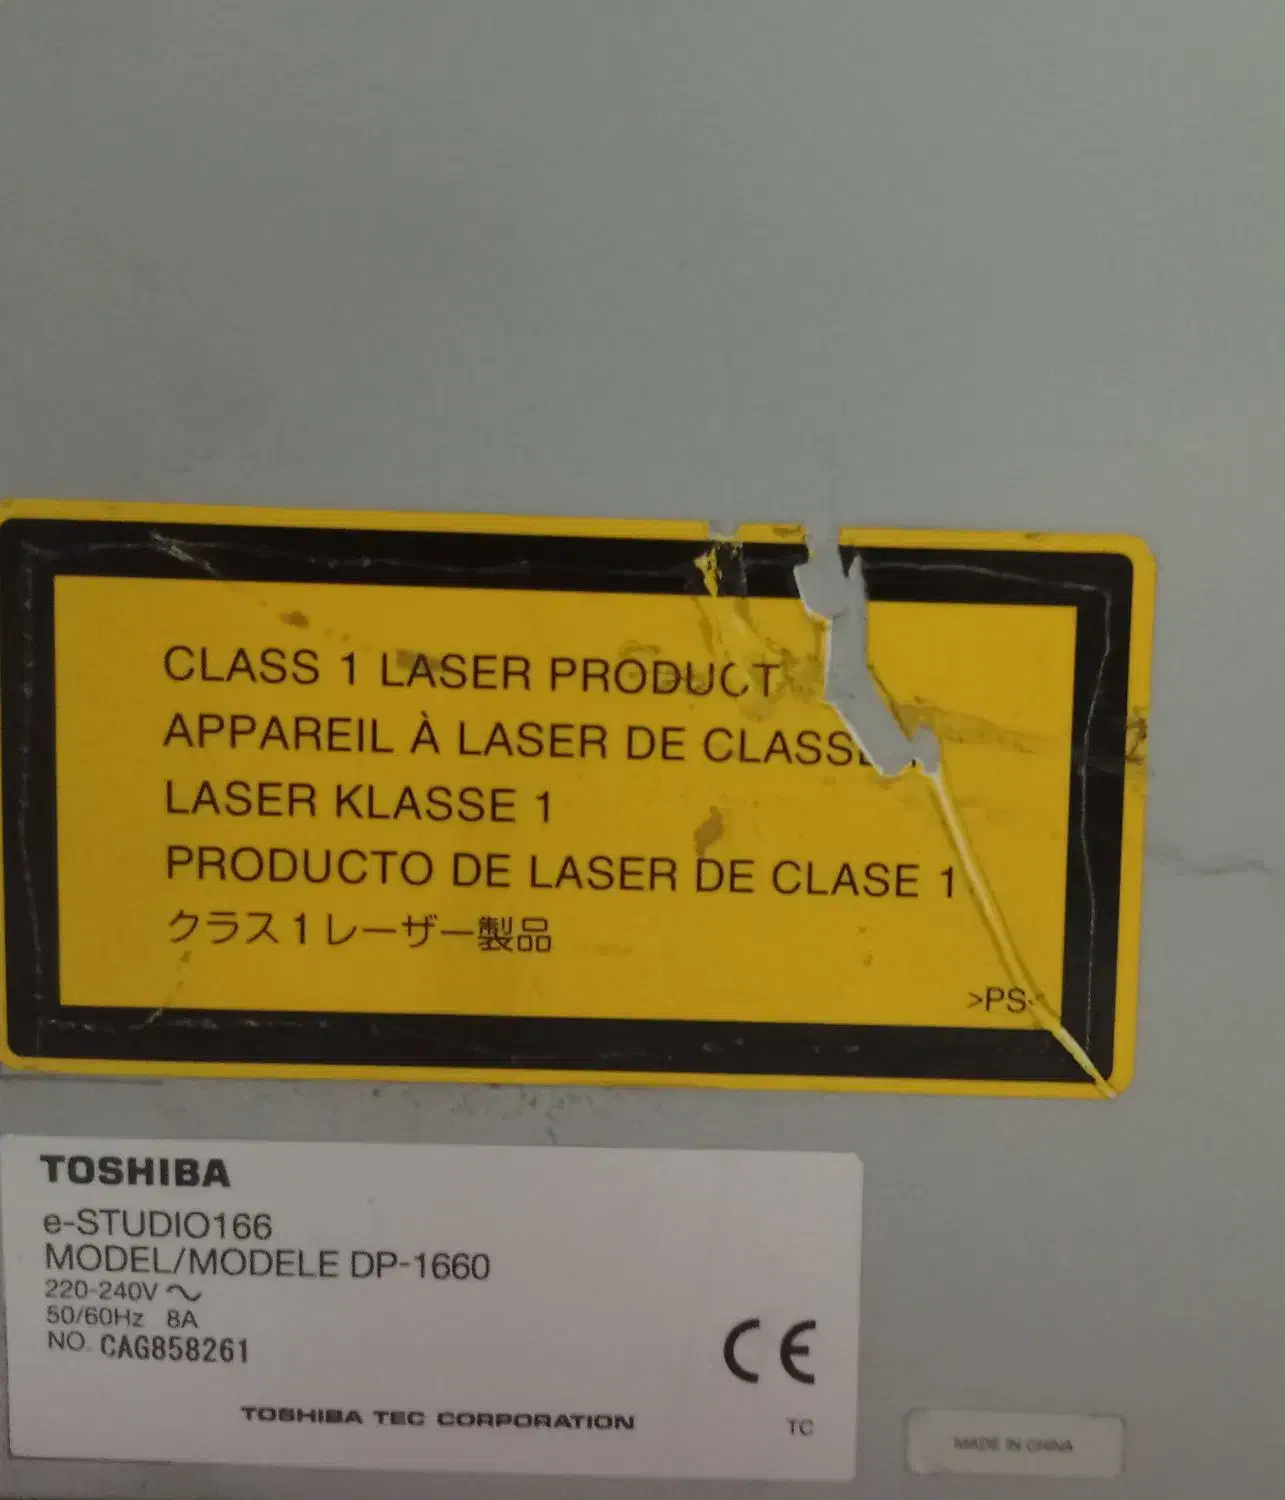 CLASS 1 LASER PRODUCT
APPAREIL À LASER DE CLASSE
LASER KLASSE 1
PRODUCTO DE LASER DE CLASE 1
クラス1レーザー製品
>PS<
TOSHIBA
e-STUDIO166
MODEL/MODELE DP-1660
220-240V ～
50/60Hz 8A
NO. CAG858261
CE
TOSHIBA TEC CORPORATION
TC
MADE IN CHINA